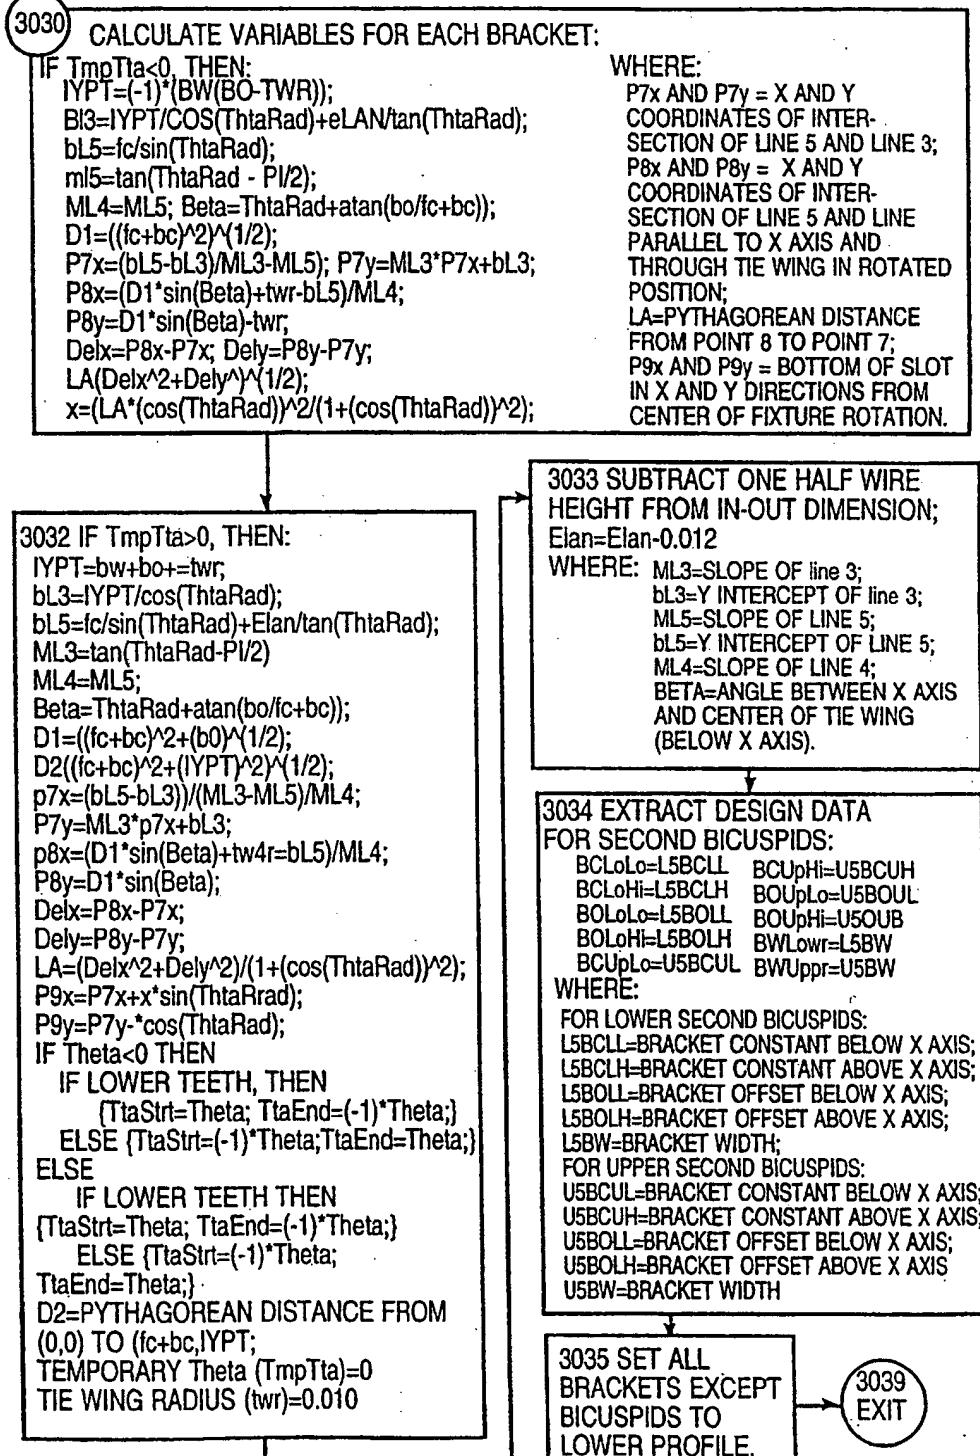 3030
CALCULATE VARIABLES FOR EACH BRACKET:
IF TmpTta<0, THEN:
IYPT=(-1)*(BW(BO-TWR));
Bl3=IYPT/COS(ThtaRad)+eLAN/tan(ThtaRad);
bL5=fc/sin(ThtaRad);
ml5=tan(ThtaRad - PI/2);
ML4=ML5; Beta=ThtaRad+atan(bo/fc+bc));
D1=((fc+bc)^2)^(1/2);
P7x=(bL5-bL3)/ML3-ML5); P7y=ML3*P7x+bL3;
P8x=(D1*sin(Beta)+twr-bL5)/ML4;
P8y=D1*sin(Beta)-twr;
Delx=P8x-P7x; Dely=P8y-P7y;
LA(Delx^2+Dely^)^(1/2);
x=(LA*(cos(ThtaRad))^2/(1+(cos(ThtaRad))^2);
WHERE:
P7x AND P7y = X AND Y
COORDINATES OF INTER-
SECTION OF LINE 5 AND LINE 3;
P8x AND P8y = X AND Y
COORDINATES OF INTER-
SECTION OF LINE 5 AND LINE
PARALLEL TO X AXIS AND
THROUGH TIE WING IN ROTATED
POSITION;
LA=PYTHAGOREAN DISTANCE
FROM POINT 8 TO POINT 7;
P9x AND P9y = BOTTOM OF SLOT
IN X AND Y DIRECTIONS FROM
CENTER OF FIXTURE ROTATION.
3032 IF TmpTta>0, THEN:
IYPT=bw+bo+=twr;
bL3=IYPT/cos(ThtaRad);
bL5=fc/sin(ThtaRad)+Elan/tan(ThtaRad);
ML3=tan(ThtaRad-PI/2)
ML4=ML5;
Beta=ThtaRad+atan(bo/fc+bc));
D1=((fc+bc)^2+(b0)^(1/2);
D2((fc+bc)^2+(IYPT)^2)^(1/2);
p7x=(bL5-bL3))/(ML3-ML5)/ML4;
P7y=ML3*p7x+bL3;
p8x=(D1*sin(Beta)+tw4r=bL5)/ML4;
P8y=D1*sin(Beta);
Delx=P8x-P7x;
Dely=P8y-P7y;
LA=(Delx^2+Dely^2)/(1+(cos(ThtaRad))^2);
P9x=P7x+x*sin(ThtaRrad);
P9y=P7y-*cos(ThtaRad);
IF Theta<0 THEN
IF LOWER TEETH, THEN
{TtaStrt=Theta; TtaEnd=(-1)*Theta;}
ELSE {TtaStrt=(-1)*Theta;TtaEnd=Theta;}
ELSE
IF LOWER TEETH THEN
{TtaStrt=Theta; TtaEnd=(-1)*Theta;}
ELSE {TtaStrt=(-1)*Theta;
TtaEnd=Theta;}
D2=PYTHAGOREAN DISTANCE FROM
(0,0) TO (fc+bc,IYPT;
TEMPORARY Theta (TmpTta)=0
TIE WING RADIUS (twr)=0.010
3033 SUBTRACT ONE HALF WIRE
HEIGHT FROM IN-OUT DIMENSION;
Elan=Elan-0.012
WHERE: ML3=SLOPE OF line 3;
bL3=Y INTERCEPT OF line 3;
ML5=SLOPE OF LINE 5;
bL5=Y INTERCEPT OF LINE 5;
ML4=SLOPE OF LINE 4;
BETA=ANGLE BETWEEN X AXIS
AND CENTER OF TIE WING
(BELOW X AXIS).
3034 EXTRACT DESIGN DATA
FOR SECOND BICUSPIDS:
BCLoLo=L5BCLL BCUpHi=U5BCUH
BCLoHi=L5BCLH BOUpLo=U5BOUL
BOLoLo=L5BOLL BOUpHi=U5OUB
BOLoHi=L5BOLH BWLowr=L5BW
BCUpLo=U5BCUL BWUppr=U5BW
WHERE:
FOR LOWER SECOND BICUSPIDS:
L5BCLL=BRACKET CONSTANT BELOW X AXIS;
L5BCLH=BRACKET CONSTANT ABOVE X AXIS;
L5BOLL=BRACKET OFFSET BELOW X AXIS;
L5BOLH=BRACKET OFFSET ABOVE X AXIS;
L5BW=BRACKET WIDTH;
FOR UPPER SECOND BICUSPIDS:
U5BCUL=BRACKET CONSTANT BELOW X AXIS;
U5BCUH=BRACKET CONSTANT ABOVE X AXIS;
U5BOLL=BRACKET OFFSET BELOW X AXIS;
U5BOLH=BRACKET OFFSET ABOVE X AXIS
U5BW=BRACKET WIDTH
3035 SET ALL
BRACKETS EXCEPT
BICUSPIDS TO
LOWER PROFILE.
3039
EXIT